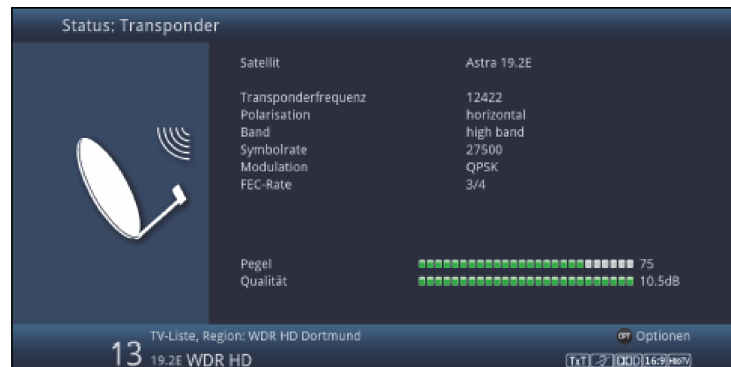 Status: Transponder
Satellit Astra 19.2E
Transponderfrequenz 12422
Polarisation horizontal
Band high band
Symbolrate 27500
Modulation QPSK
FEC-Rate 3/4
Pegel 75
Qualität 10.5dB
TV-Liste, Region: WDR HD Dortmund OPT Optionen
13 19.2E WDR HD TxT 16:9 HbbTV